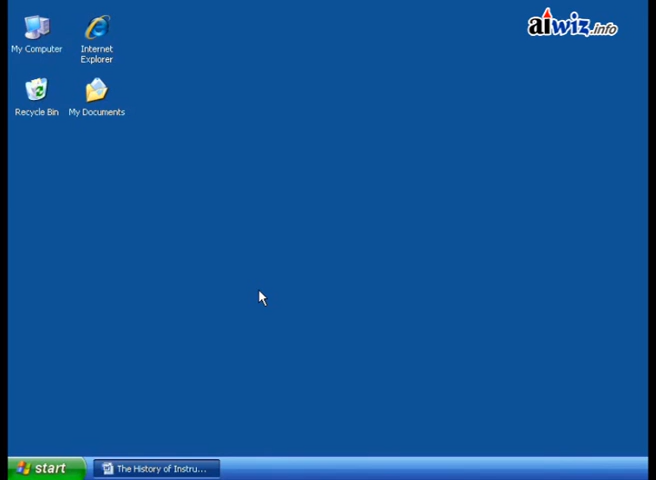 My Computer
Internet
Explorer
Recycle Bin
My Documents
aiwiz.info
start
The History of Instru...